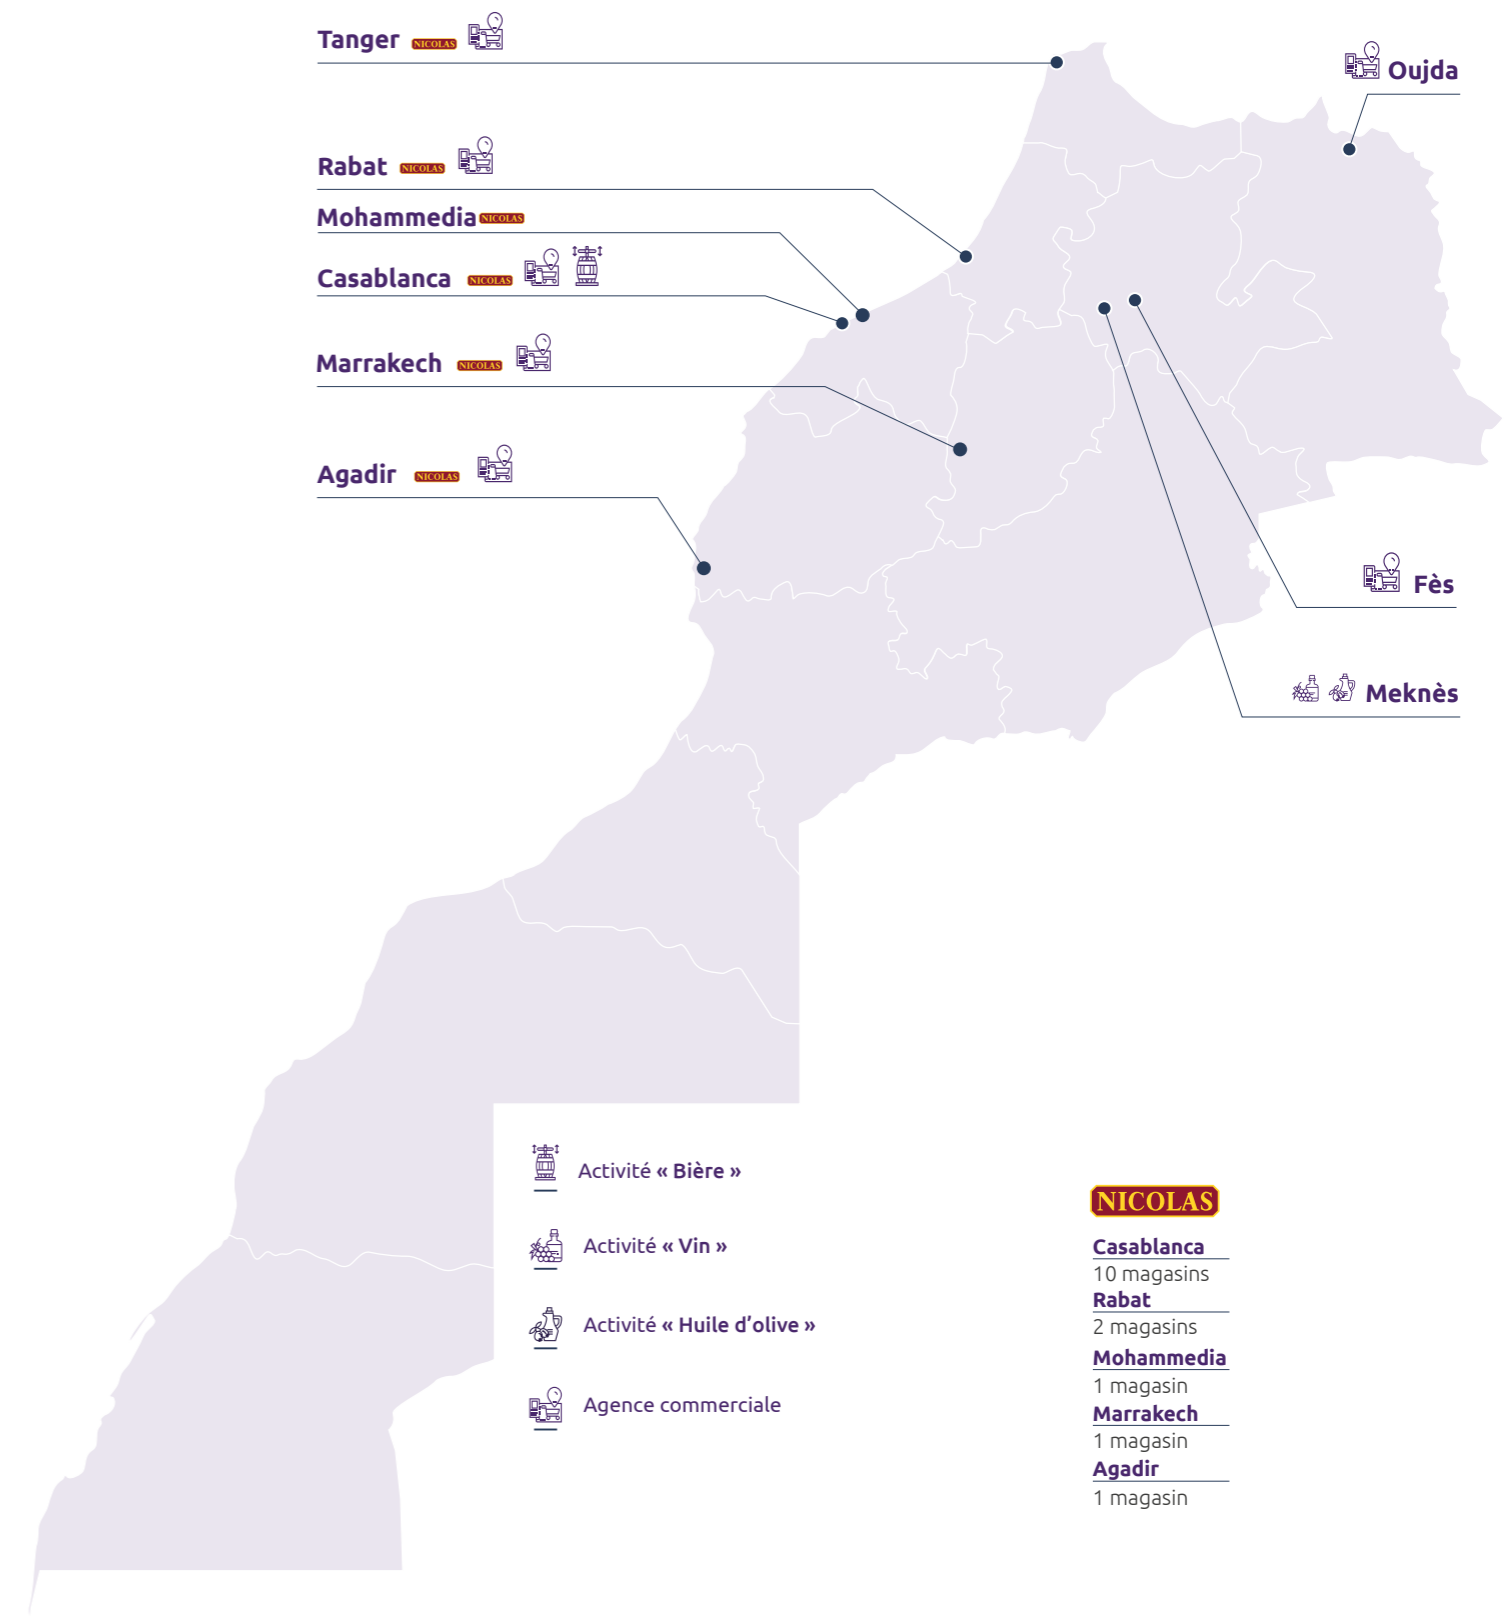 Tanger NICOLAS
Oujda
Rabat NICOLAS
Mohammedia NICOLAS
Casablanca NICOLAS
Marrakech NICOLAS
Agadir NICOLAS
Fès
Meknès
Activité « Bière »
Activité « Vin »
Activité « Huile d’olive »
Agence commerciale
NICOLAS
Casablanca
10 magasins
Rabat
2 magasins
Mohammedia
1 magasin
Marrakech
1 magasin
Agadir
1 magasin